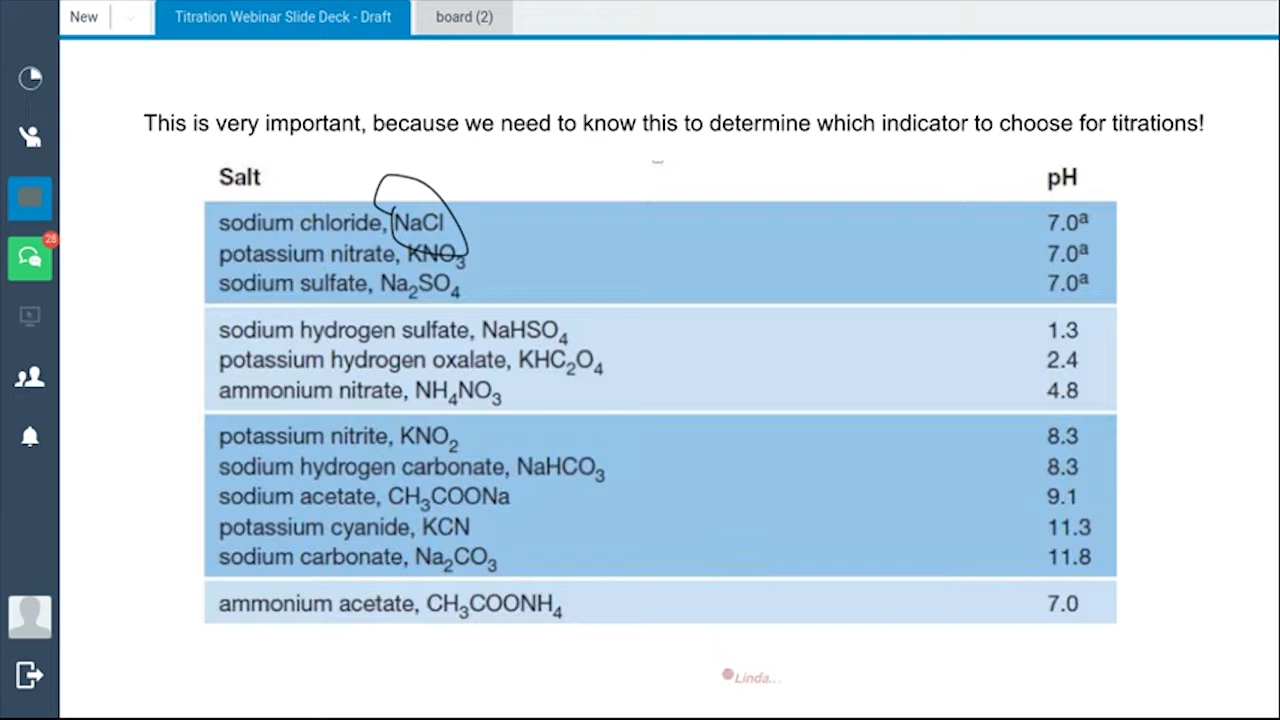 New
Titration Webinar Slide Deck - Draft
board (2)
28
This is very important, because we need to know this to determine which indicator to choose for titrations!
Salt pH
sodium chloride, NaCl 7.0ᵃ
potassium nitrate, KNO₃ 7.0ᵃ
sodium sulfate, Na₂SO₄ 7.0ᵃ
sodium hydrogen sulfate, NaHSO₄ 1.3
potassium hydrogen oxalate, KHC₂O₄ 2.4
ammonium nitrate, NH₄NO₃ 4.8
potassium nitrite, KNO₂ 8.3
sodium hydrogen carbonate, NaHCO₃ 8.3
sodium acetate, CH₃COONa 9.1
potassium cyanide, KCN 11.3
sodium carbonate, Na₂CO₃ 11.8
ammonium acetate, CH₃COONH₄ 7.0
Linda...